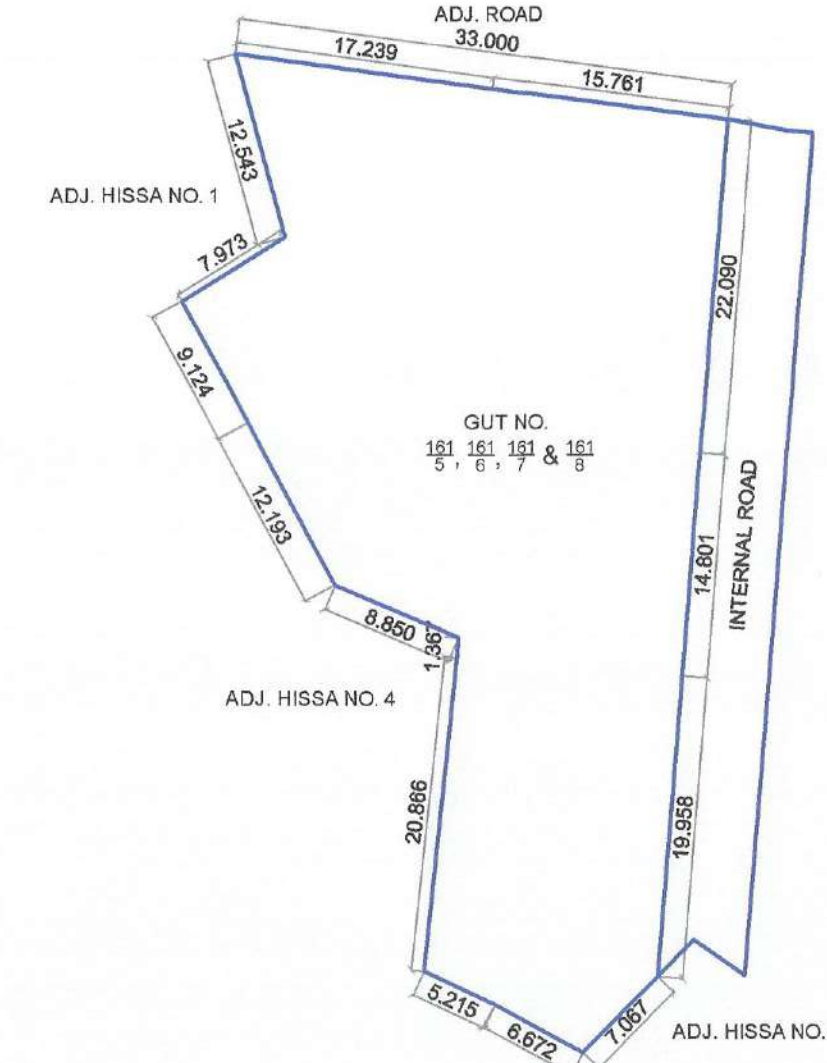 ADJ. ROAD
33.000
17.239
15.761
12.543
ADJ. HISSA NO. 1
7.973
22.090
9.124
GUT NO.
161/5, 161/6, 161/7 & 161/8
12.193
INTERNAL ROAD
14.801
8.850
1.367
ADJ. HISSA NO. 4
20.866
19.958
5.215
6.672
7.067
ADJ. HISSA NO.